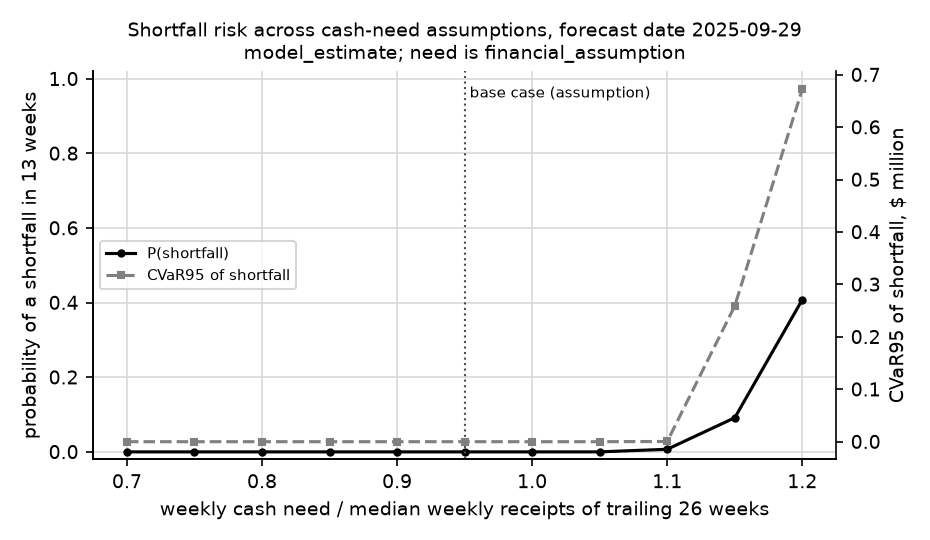 Shortfall risk across cash-need assumptions, forecast date 2025-09-29
model_estimate; need is financial_assumption
probability of a shortfall in 13 weeks
1.0
0.8
0.6
0.4
0.2
0.0
base case (assumption)
P(shortfall)
CVaR95 of shortfall
0.7
0.6
0.5
0.4
0.3
0.2
0.1
0.0
CVaR95 of shortfall, $ million
0.7
0.8
0.9
1.0
1.1
1.2
weekly cash need / median weekly receipts of trailing 26 weeks